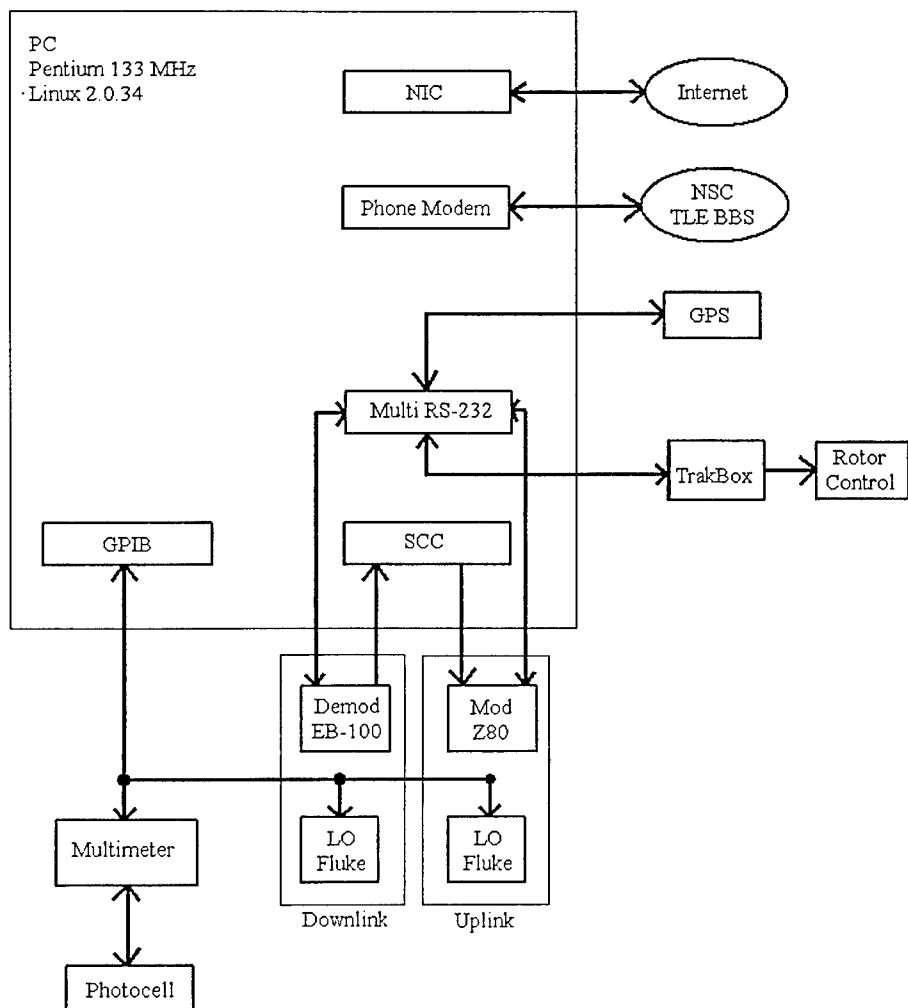 PC
Pentium 133 MHz
Linux 2.0.34
NIC
Internet
Phone Modem
NSC
TLE BBS
GPS
Multi RS-232
TrakBox
Rotor
Control
GPIB
SCC
Demod
EB-100
Mod
Z80
Multimeter
LO
Fluke
LO
Fluke
Downlink
Uplink
Photocell